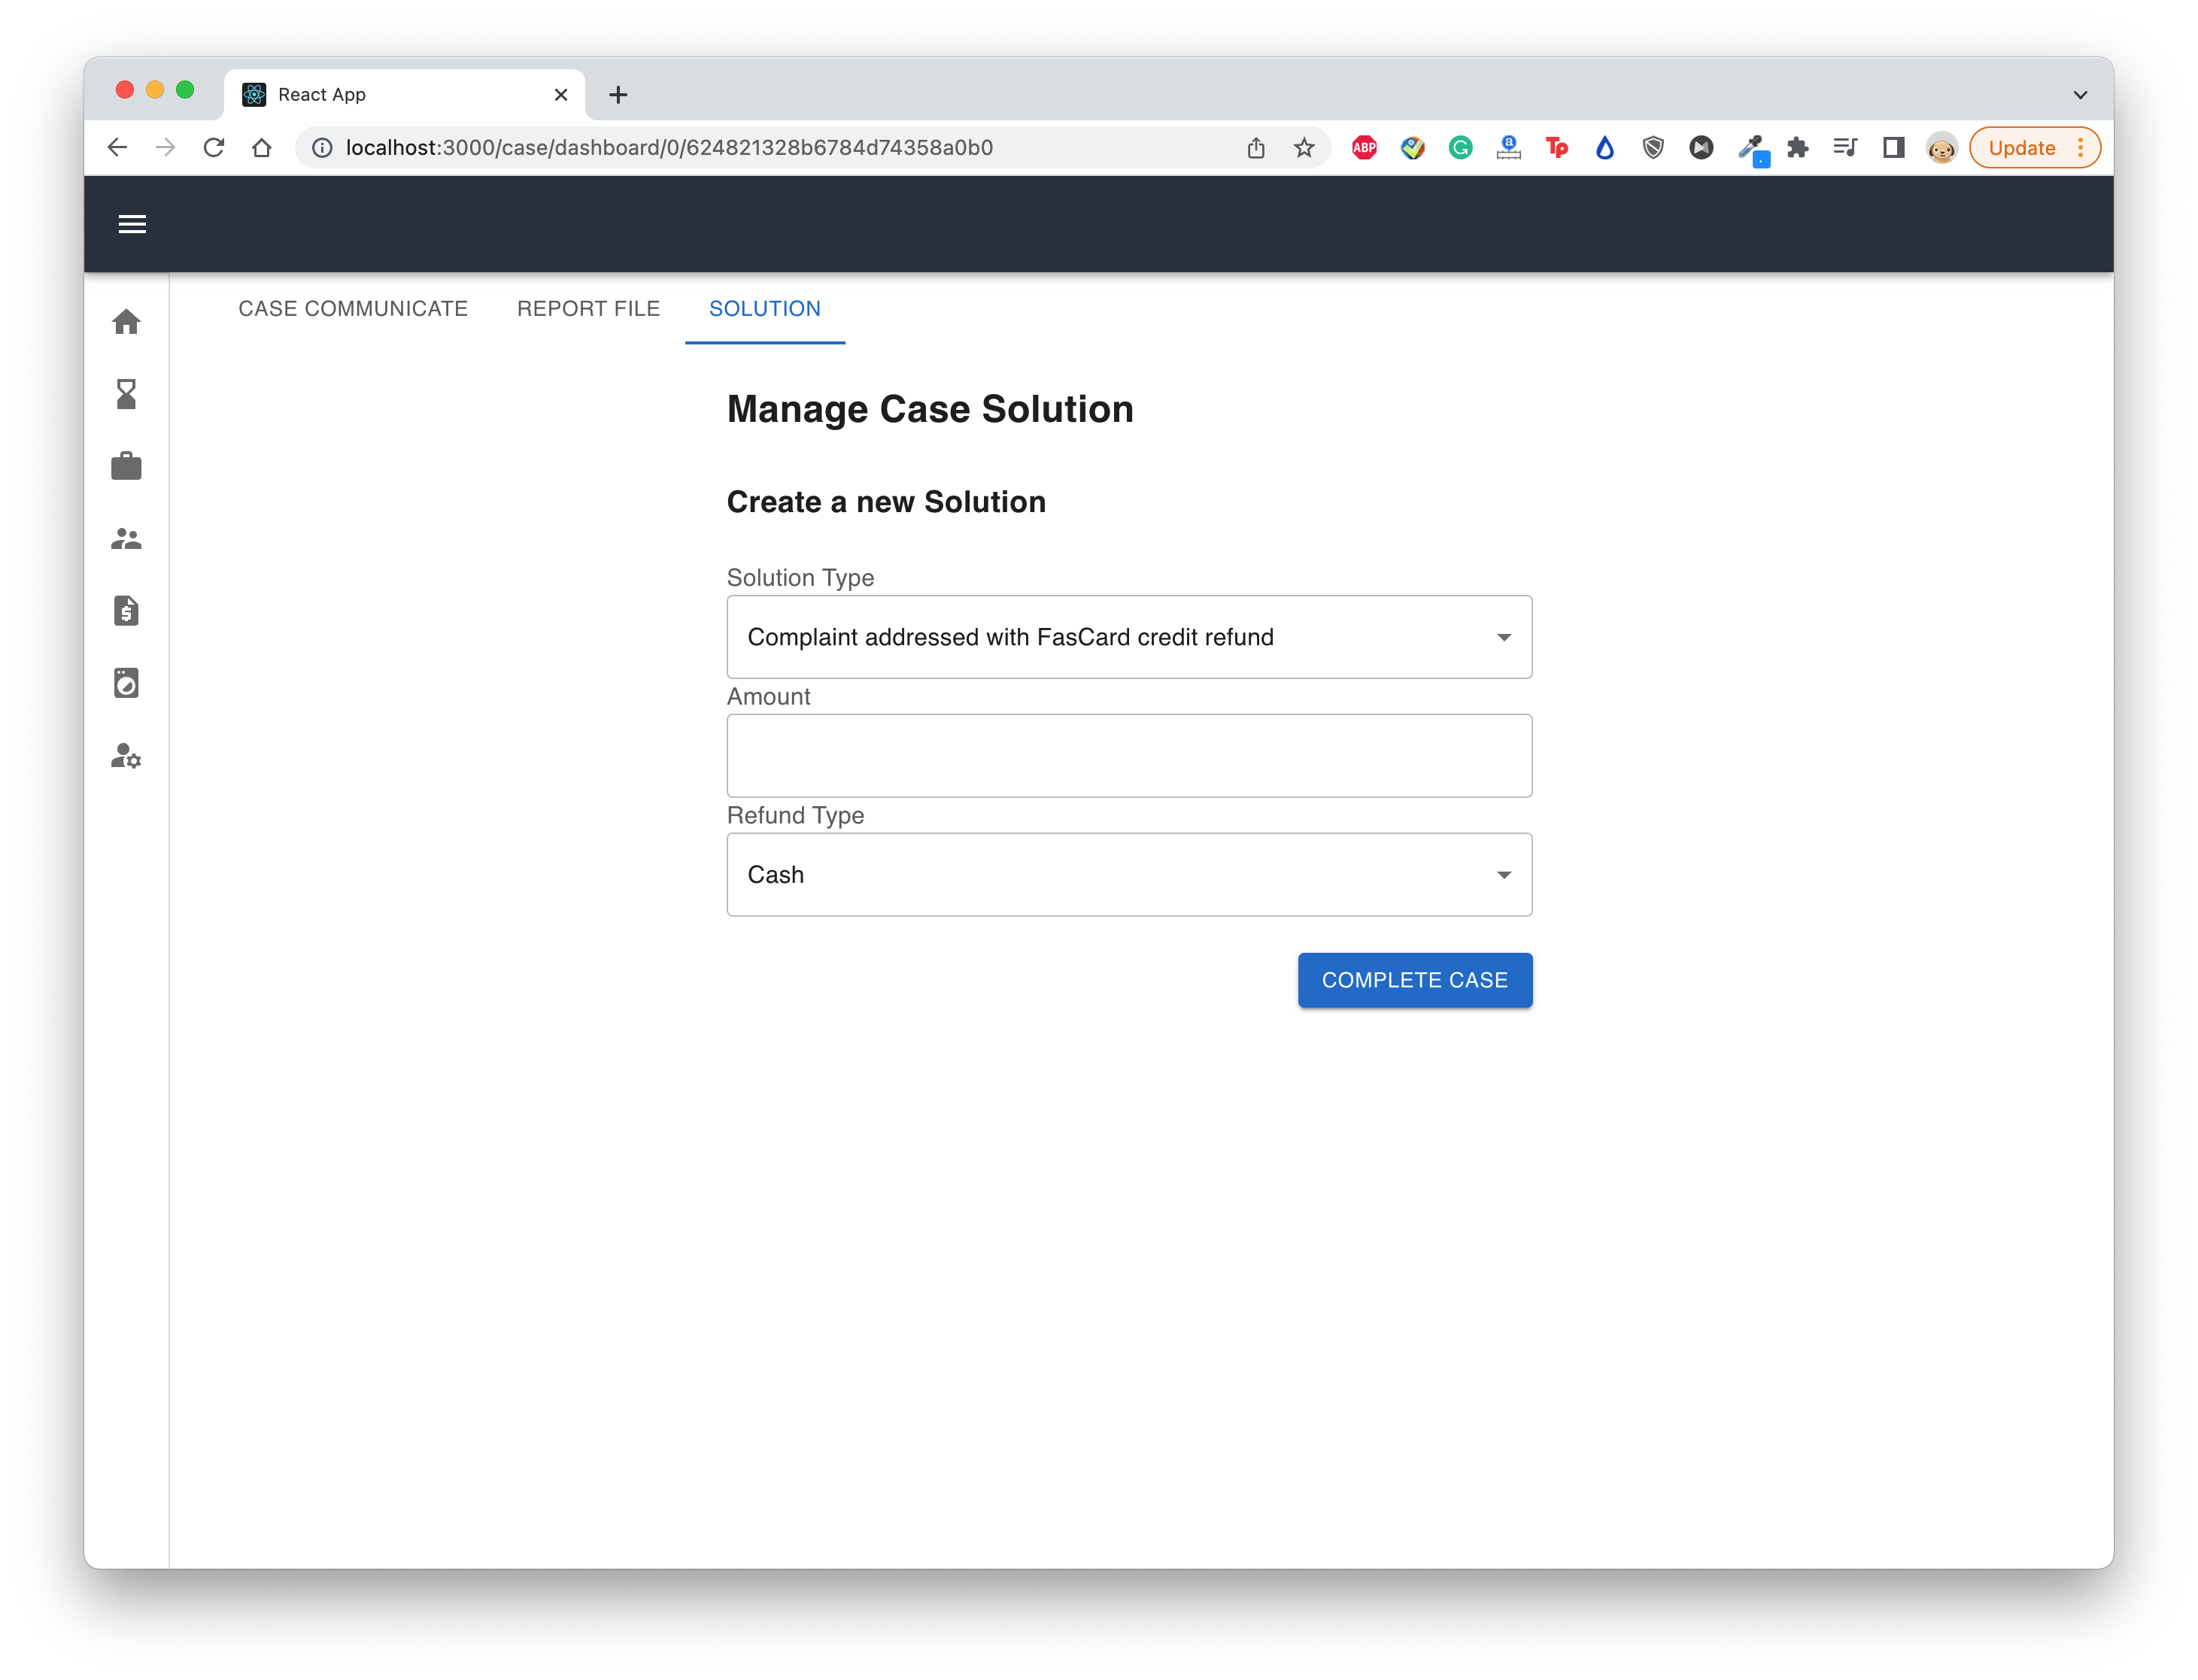 React App
localhost:3000/case/dashboard/0/624821328b6784d74358a0b0
ABP
G
a
Tp
Update
CASE COMMUNICATE
REPORT FILE
SOLUTION
Manage Case Solution
Create a new Solution
Solution Type
Complaint addressed with FasCard credit refund
Amount
Refund Type
Cash
COMPLETE CASE